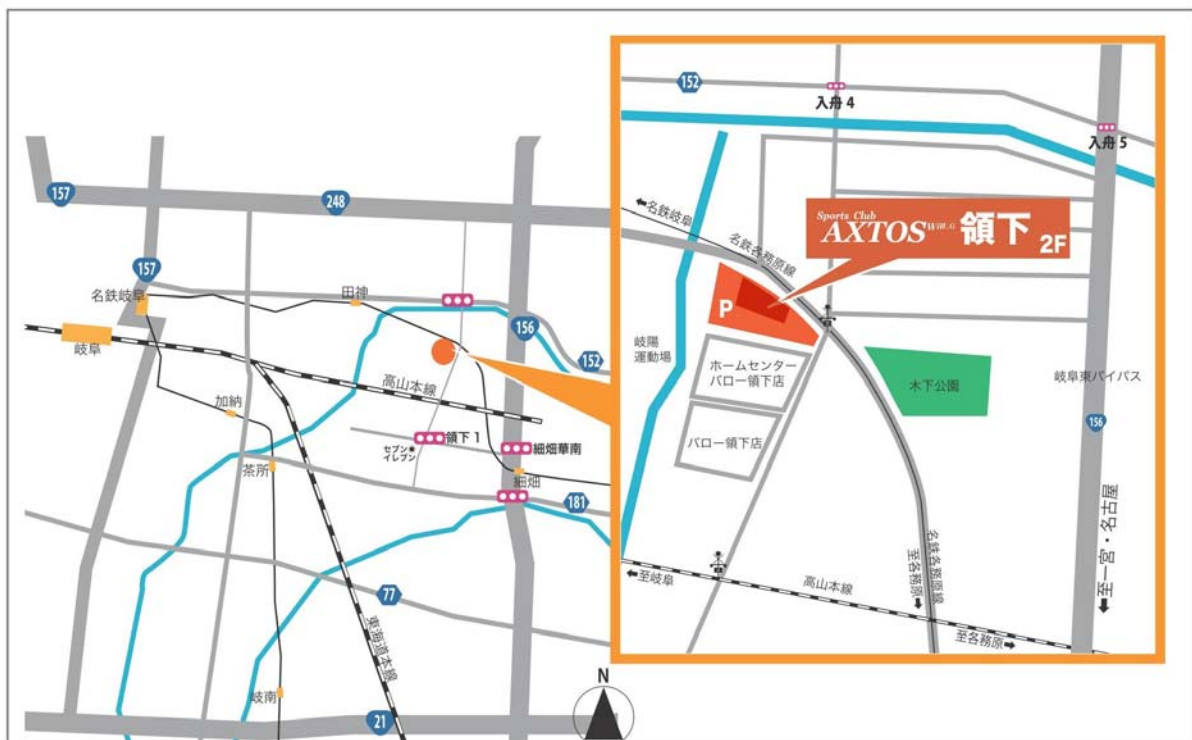 157
248
157
名鉄岐阜
田神
岐阜
156
152
高山本線
加納
領下1
セブン
イレブン
細畑華南
茶所
細畑
181
77
東海道本線
岐南
21
N
152
入舟4
入舟5
←名鉄岐阜
名鉄各務原線
Sports Club
AXTOS Will.G 領下 2F
P
岐陽
運動場
ホームセンター
バロー領下店
木下公園
岐阜東バイパス
バロー領下店
156
←至一宮・名古屋
名鉄各務原線
至各務原→
←至岐阜
高山本線
至各務原→